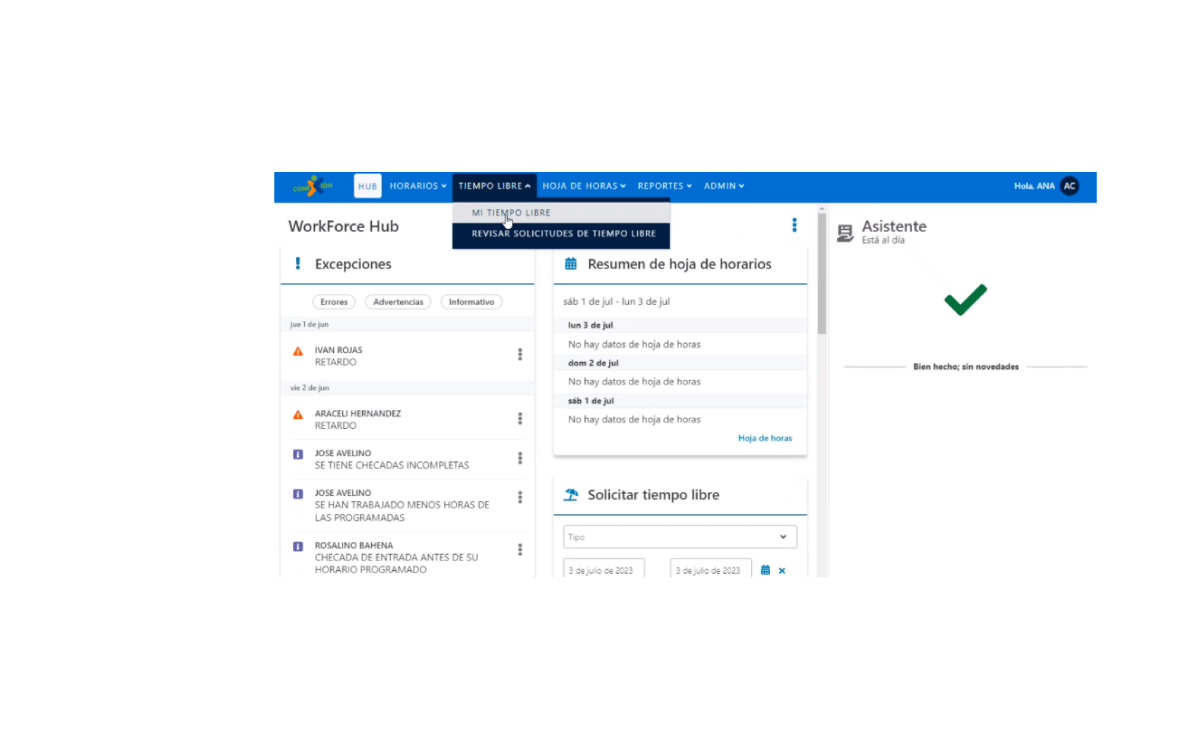 HUB HORARIOS TIEMPO LIBRE HOJA DE HORAS REPORTES ADMIN Hola, ANA AC
MI TIEMPO LIBRE
REVISAR SOLICITUDES DE TIEMPO LIBRE
WorkForce Hub
Excepciones
Errores Advertencias Informativo
jue 1 de jun
IVAN ROJAS
RETARDO
vie 2 de jun
ARACELI HERNANDEZ
RETARDO
JOSE AVELINO
SE TIENE CHECADAS INCOMPLETAS
JOSE AVELINO
SE HAN TRABAJADO MENOS HORAS DE
LAS PROGRAMADAS
ROSALINO BAHENA
CHECADA DE ENTRADA ANTES DE SU
HORARIO PROGRAMADO
Resumen de hoja de horarios
sáb 1 de jul - lun 3 de jul
lun 3 de jul
No hay datos de hoja de horas
dom 2 de jul
No hay datos de hoja de horas
sáb 1 de jul
No hay datos de hoja de horas
Hoja de horas
Solicitar tiempo libre
Tipo
3 de julio de 2023 3 de julio de 2023
Asistente
Está al día
Bien hecho; sin novedades